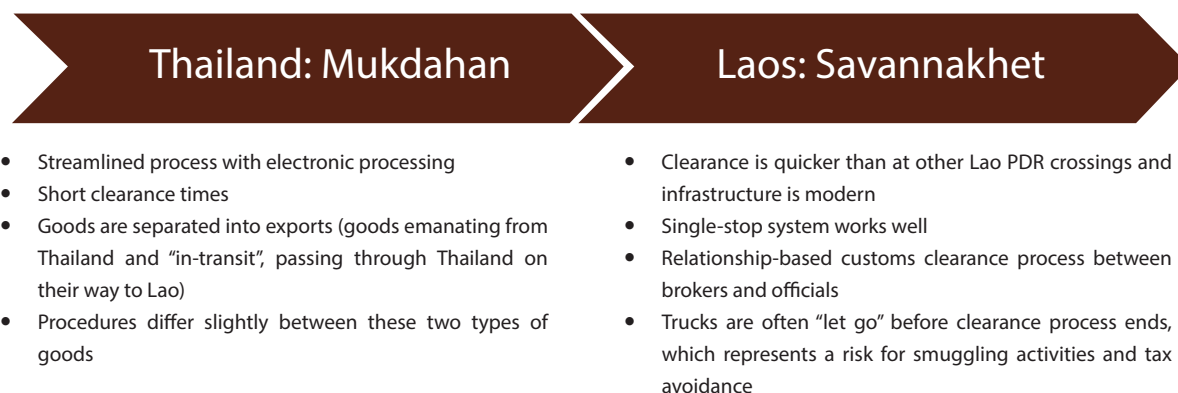 Thailand: Mukdahan
• Streamlined process with electronic processing
• Short clearance times
• Goods are separated into exports (goods emanating from
Thailand and “in-transit”, passing through Thailand on
their way to Lao)
• Procedures differ slightly between these two types of
goods
Laos: Savannakhet
• Clearance is quicker than at other Lao PDR crossings and
infrastructure is modern
• Single-stop system works well
• Relationship-based customs clearance process between
brokers and officials
• Trucks are often “let go” before clearance process ends,
which represents a risk for smuggling activities and tax
avoidance